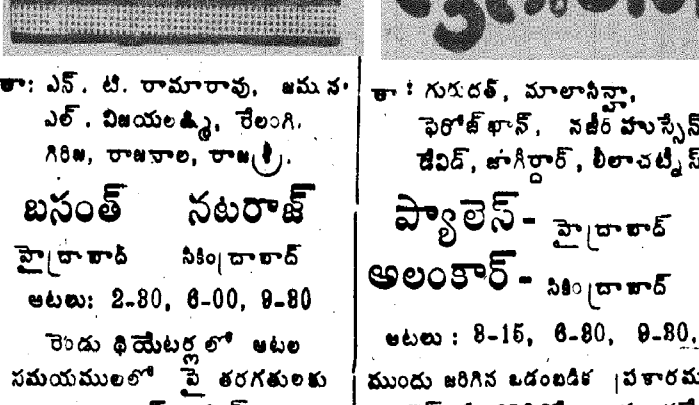 తా: ఎన్. టి. రామారావు, జమున
ఎల్. విజయలక్ష్మి, రేలంగి,
గిరిజ, రాజనాల, రాజశ్రీ.
బసంత్ నటరాజ్
హైద్రాబాద్ సికింద్రాబాద్
ఆటలు: 2-30, 6-00, 9-30
రెండు థియేటర్లలో ఆటల
సమయములలో పై తరగతులకు
తా: గురుదత్, మాలాసిన్హా,
ఫెరోజ్‌ఖాన్, నజీర్ హుస్సేన్
డేవిడ్, జాగిర్దార్, లీలాచట్నీస్
ప్యాలెస్- హైద్రాబాద్
అలంకార్- సికింద్రాబాద్
ఆటలు: 3-15, 6-30, 9-30,
ముందు జరిగిన ఒడంబడిక ప్రకారము